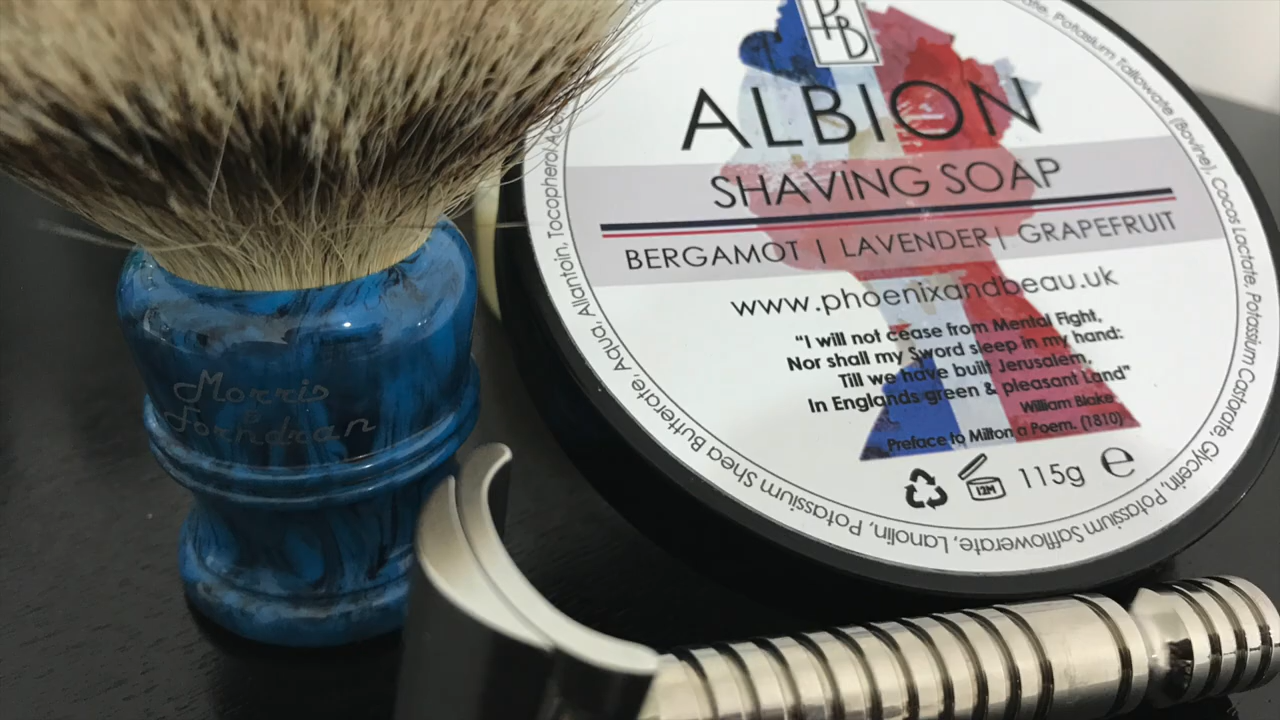 Morris
&
Forndran
PB
ALBION
SHAVING SOAP
BERGAMOT | LAVENDER | GRAPEFRUIT
www.phoenixandbeau.uk
“I will not cease from Mental Fight,
Nor shall my Sword sleep in my hand:
Till we have built Jerusalem,
In Englands green & pleasant Land”
William Blake
Preface to Milton a Poem. (1810)
12M
115g ℮
Potassium Tallowate (Bovine), Cocos Lactate, Potassium Castorate, Glycerin, Potassium Safflowerate, Lanolin, Potassium Shea Butterate, Aqua, Allantoin, Tocopherol